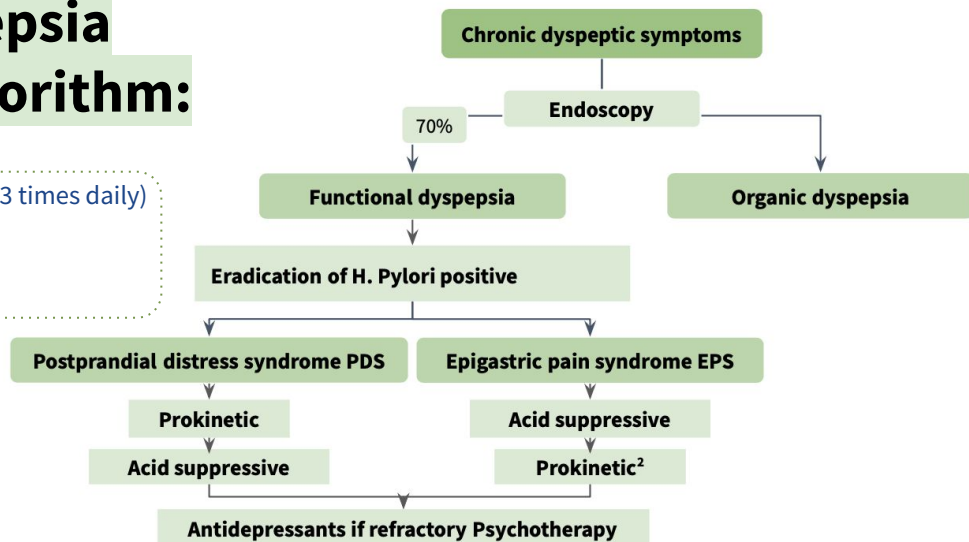 epsia
orithm:
3 times daily)
Chronic dyspeptic symptoms
Endoscopy
70%
Functional dyspepsia
Organic dyspepsia
Eradication of H. Pylori positive
Postprandial distress syndrome PDS
Epigastric pain syndrome EPS
Prokinetic
Acid suppressive
Acid suppressive
Prokinetic²
Antidepressants if refractory Psychotherapy